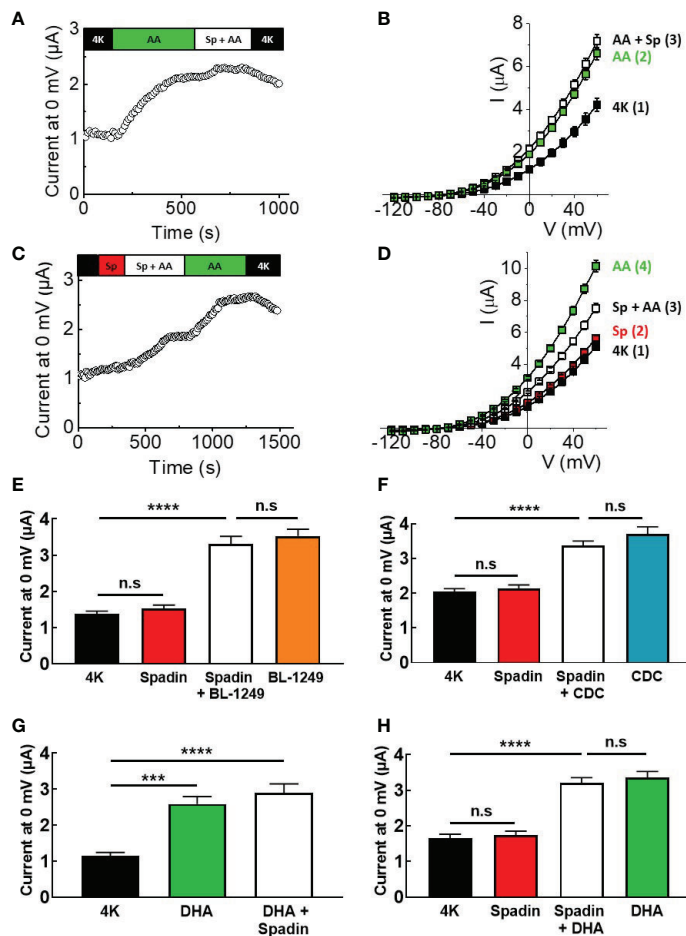 A
4K AA Sp + AA 4K
Current at 0 mV (µA)
3
2
1
0
0 500 1000
Time (s)
B
I (µA)
8
6
4
2
AA + Sp (3)
AA (2)
4K (1)
-120 -80 -40 0 40
V (mV)
C
Sp Sp + AA AA 4K
Current at 0 mV (µA)
3
2
1
0
0 500 1000 1500
Time (s)
D
I (µA)
10
8
6
4
2
AA (4)
Sp + AA (3)
Sp (2)
4K (1)
-120 -80 -40 0 40
V (mV)
E
Current at 0 mV (µA)
4
3
2
1
0
**** n.s
n.s
4K Spadin Spadin BL-1249
+ BL-1249
F
Current at 0 mV (µA)
4
3
2
1
0
**** n.s
n.s
4K Spadin Spadin CDC
+ CDC
G
Current at 0 mV (µA)
4
3
2
1
0
****
***
4K DHA DHA +
Spadin
H
Current at 0 mV (µA)
4
3
2
1
0
**** n.s
n.s
4K Spadin Spadin DHA
+ DHA